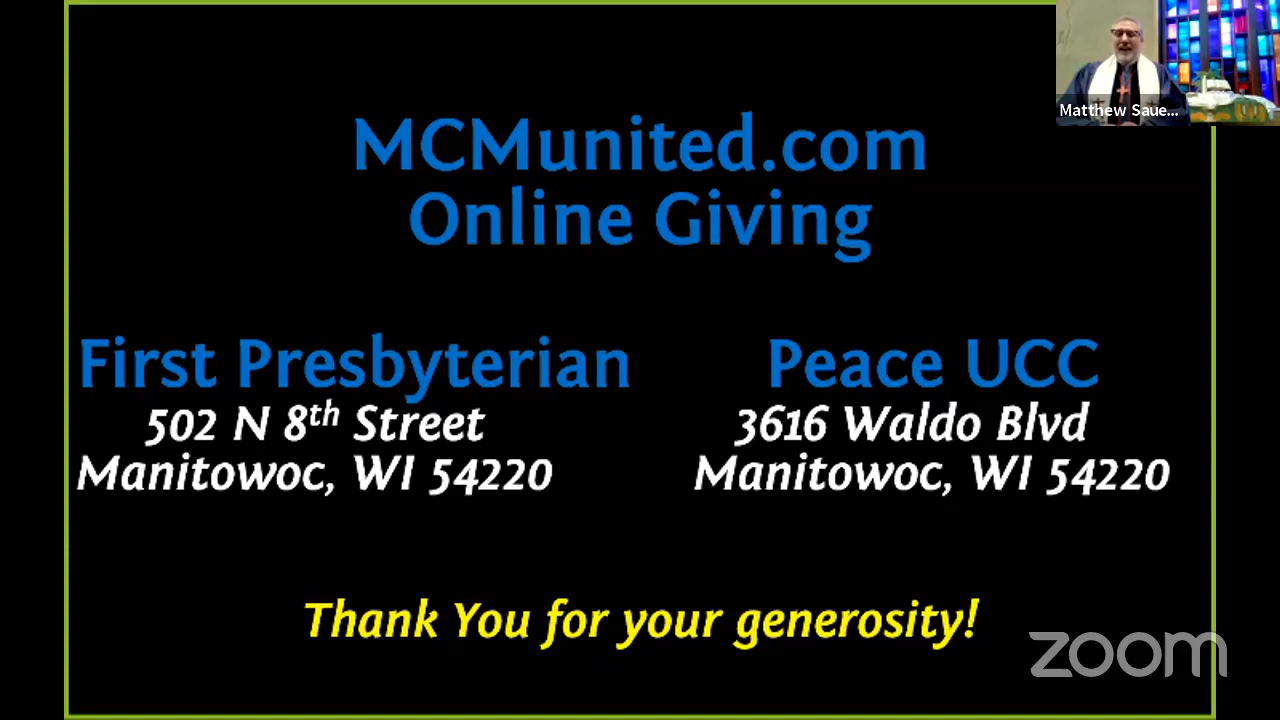 MCMunited.com
Online Giving
First Presbyterian
502 N 8th Street
Manitowoc, WI 54220
Peace UCC
3616 Waldo Blvd
Manitowoc, WI 54220
Thank You for your generosity!
Matthew Saue...
zoom